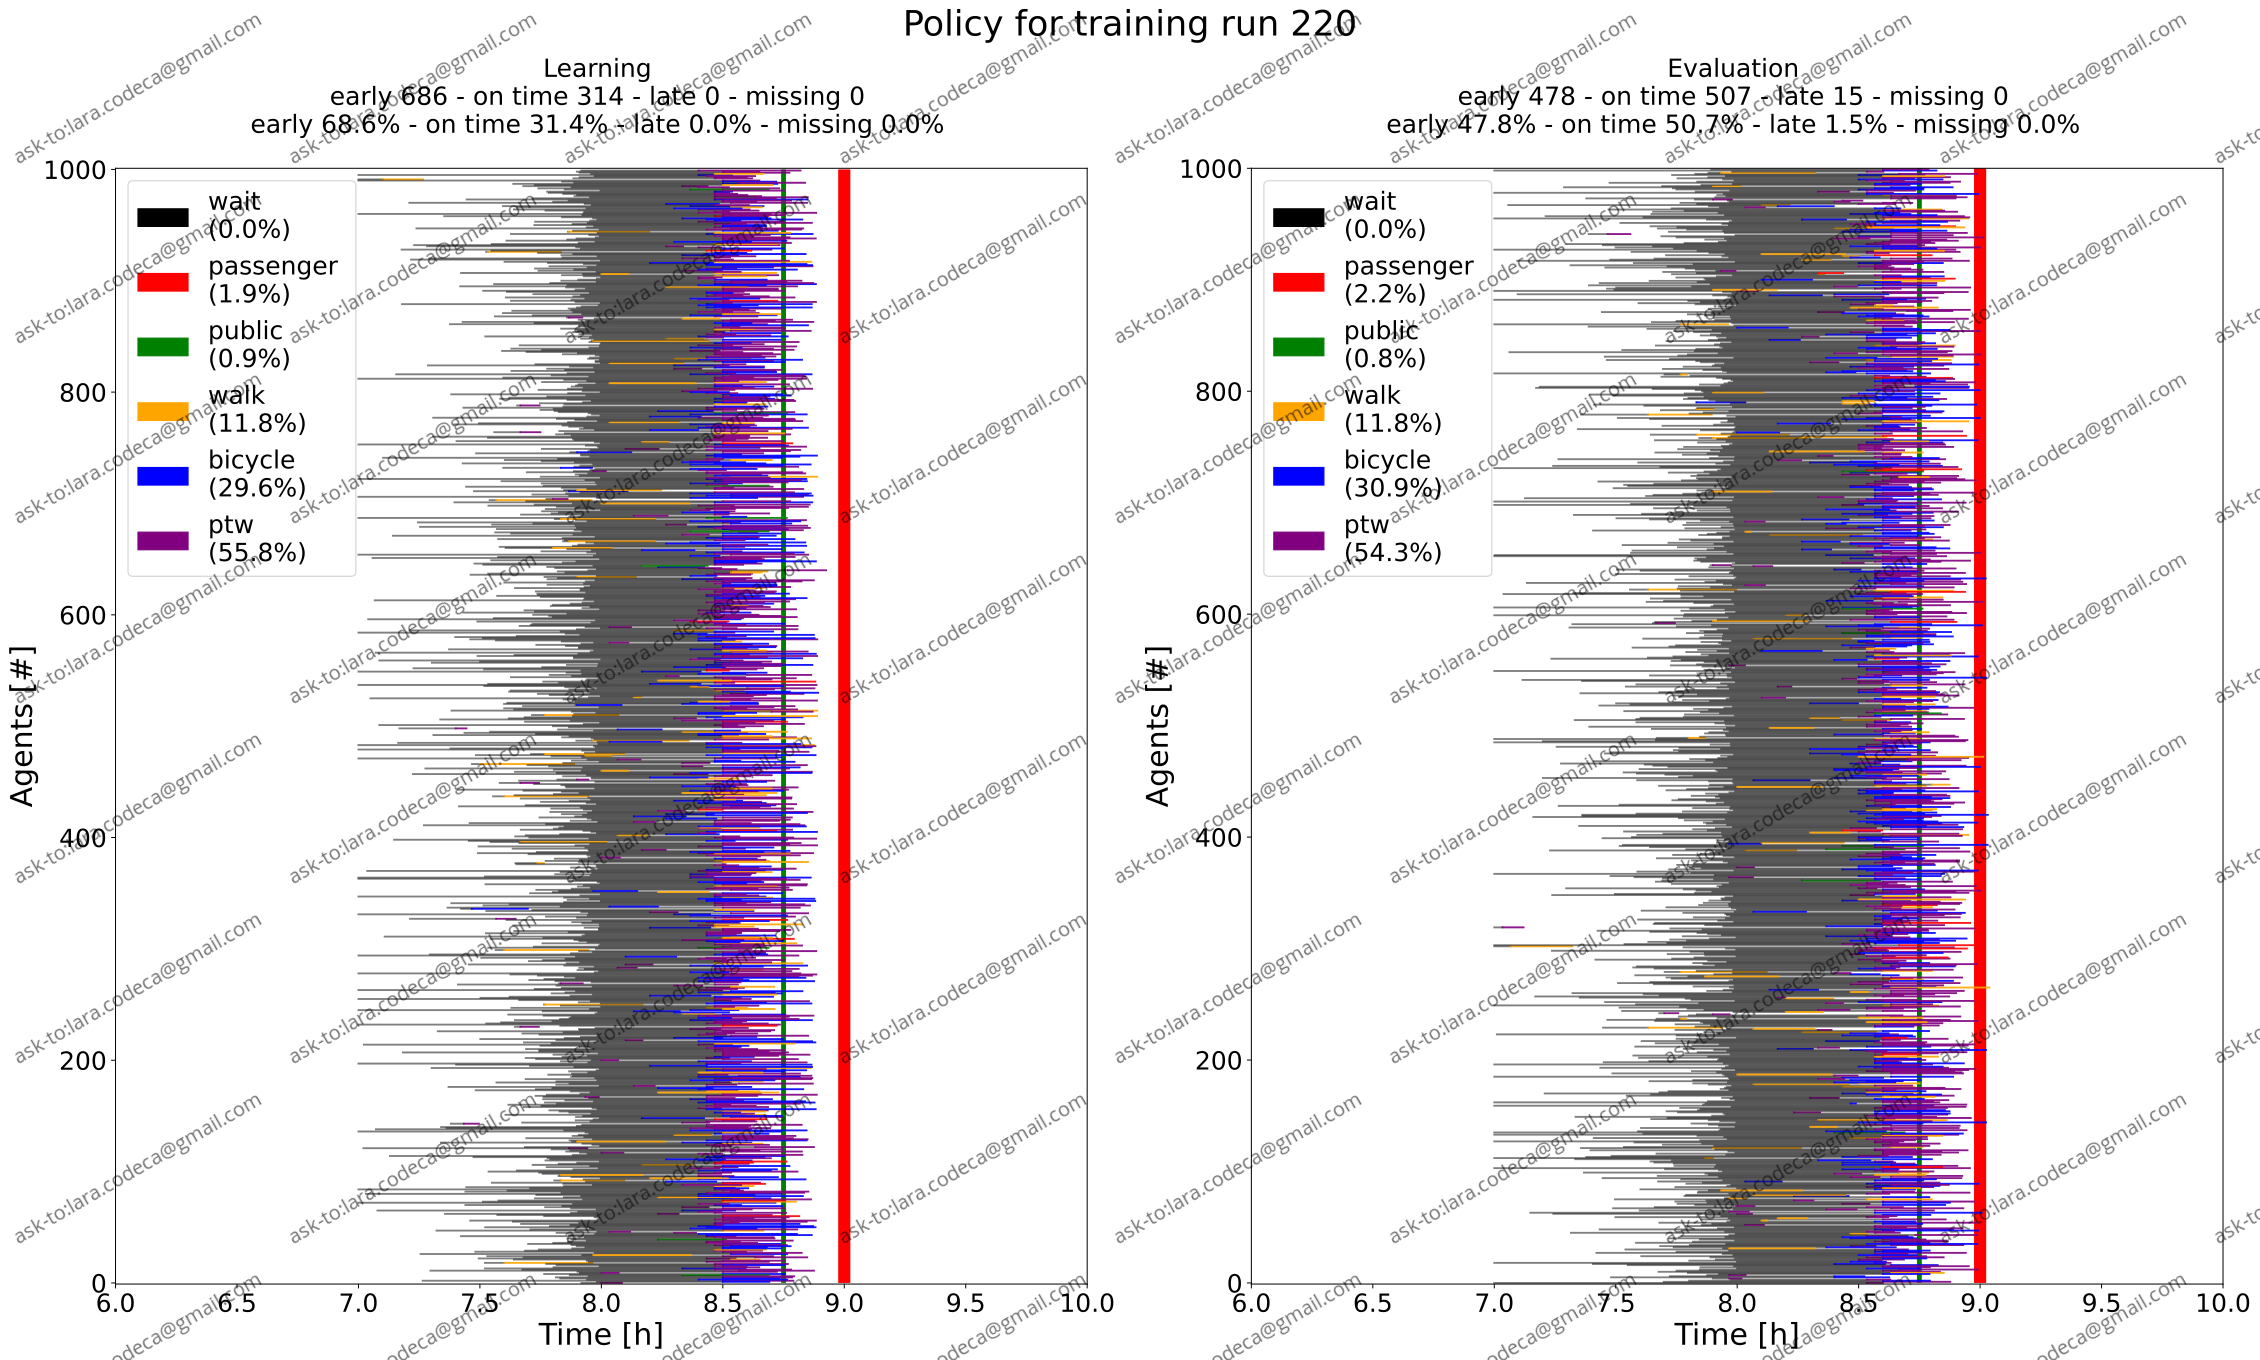 Policy for training run 220
Learning
early 686 - on time 314 - late 0 - missing 0
early 68.6% - on time 31.4% - late 0.0% - missing 0.0%
Evaluation
early 478 - on time 507 - late 15 - missing 0
early 47.8% - on time 50.7% - late 1.5% - missing 0.0%
wait
(0.0%)
passenger
(1.9%)
public
(0.9%)
walk
(11.8%)
bicycle
(29.6%)
ptw
(55.8%)
1000
800
600
400
200
0
Agents [#]
6.0 6.5 7.0 7.5 8.0 8.5 9.0 9.5 10.0
Time [h]
wait
(0.0%)
passenger
(2.2%)
public
(0.8%)
walk
(11.8%)
bicycle
(30.9%)
ptw
(54.3%)
1000
800
600
400
200
0
Agents [#]
6.0 6.5 7.0 7.5 8.0 8.5 9.0 9.5 10.0
Time [h]
ask-to:lara.codeca@gmail.com